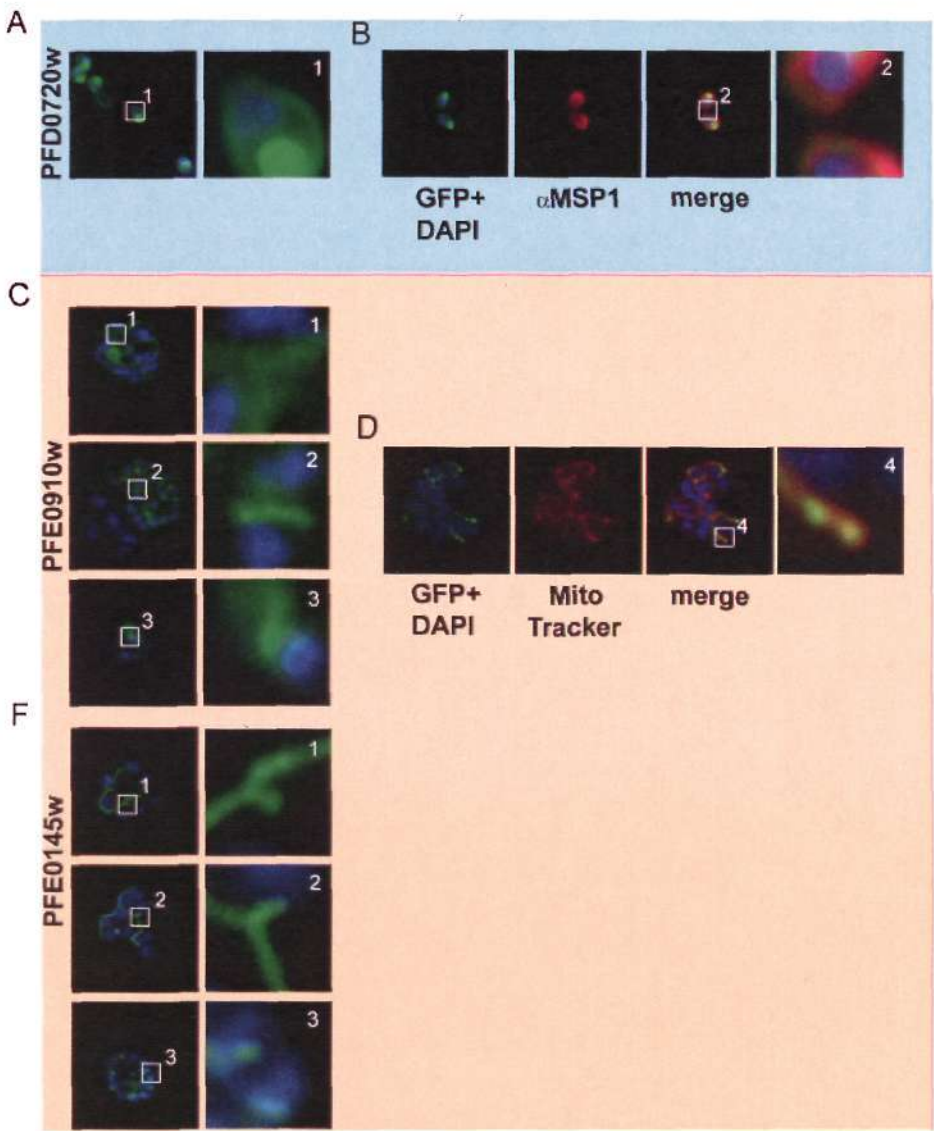 A
B
PFD0720w
1
1
2
2
GFP+
DAPI
αMSP1
merge
C
PFE0910w
1
1
2
2
3
3
D
4
4
GFP+
DAPI
Mito
Tracker
merge
F
PFE0145w
1
1
2
2
3
3